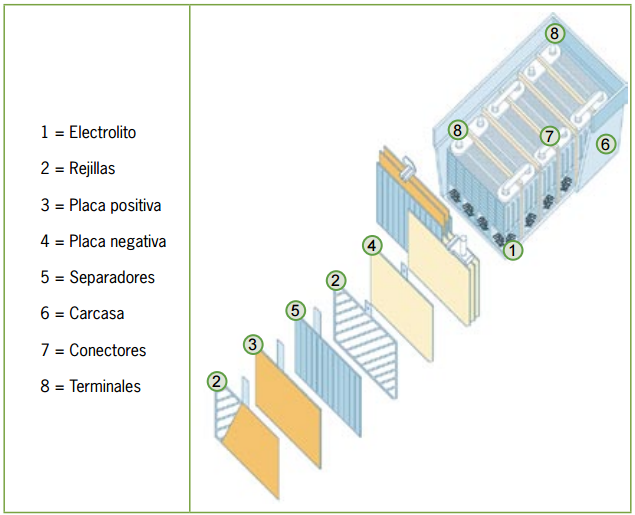 1 = Electrolito
2 = Rejillas
3 = Placa positiva
4 = Placa negativa
5 = Separadores
6 = Carcasa
7 = Conectores
8 = Terminales
8
8
7
6
1
4
2
5
3
2